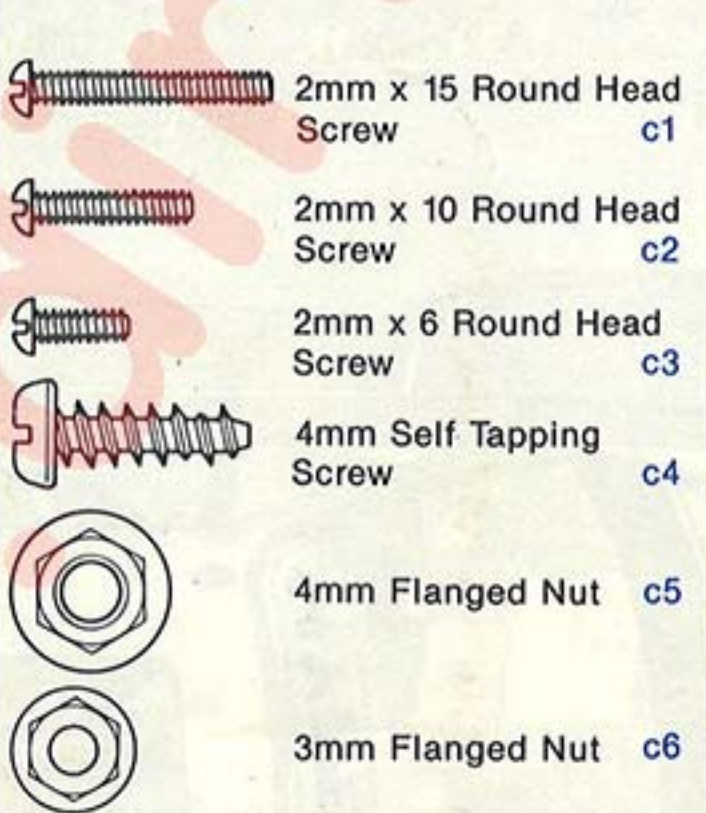 2mm x 15 Round Head
Screw c1
2mm x 10 Round Head
Screw c2
2mm x 6 Round Head
Screw c3
4mm Self Tapping
Screw c4
4mm Flanged Nut c5
3mm Flanged Nut c6